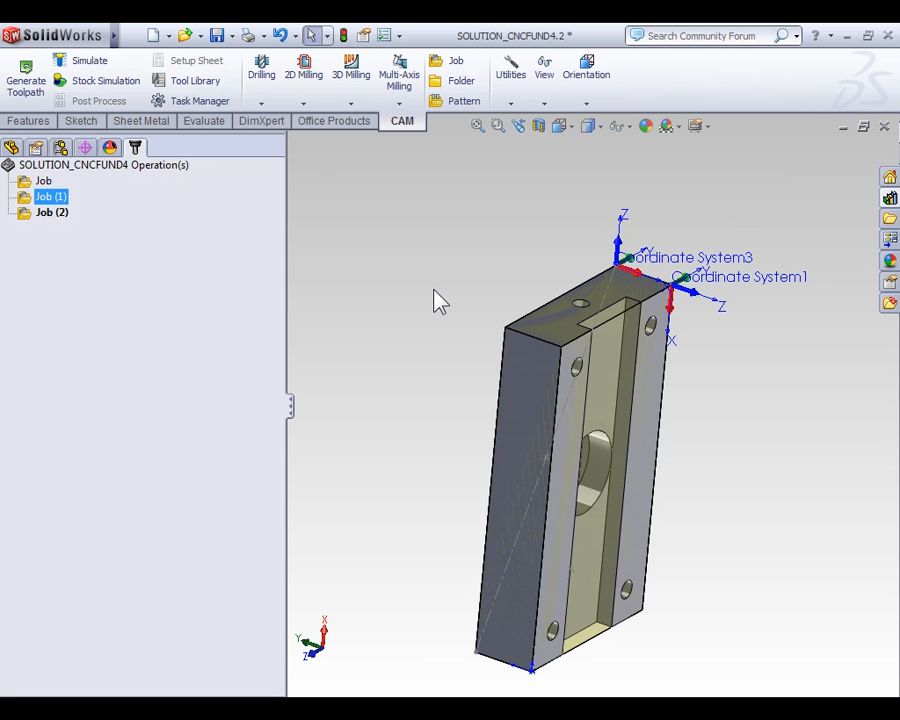 SolidWorks
SOLUTION_CNCFUND4.2 *
Search Community Forum
Generate Toolpath
Simulate
Stock Simulation
Post Process
Setup Sheet
Tool Library
Task Manager
Drilling
2D Milling
3D Milling
Multi-Axis Milling
Job
Folder
Pattern
Utilities
View
Orientation
Features
Sketch
Sheet Metal
Evaluate
DimXpert
Office Products
CAM
SOLUTION_CNCFUND4 Operation(s)
Job
Job (1)
Job (2)
Z
Y
Coordinate System3
Y
Coordinate System1
Z
X
X
Y
Z